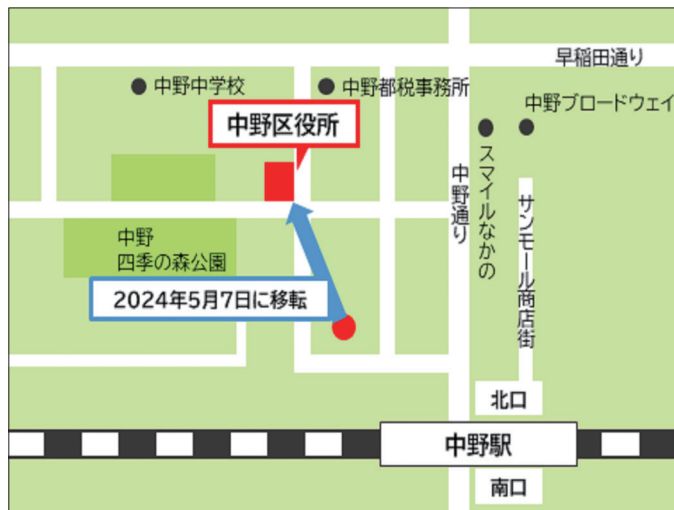 早稲田通り
中野中学校
中野都税事務所
中野ブロードウェイ
中野区役所
スマイルなかの
中野通り
サンモール商店街
中野
四季の森公園
2024年5月7日に移転
北口
中野駅
南口